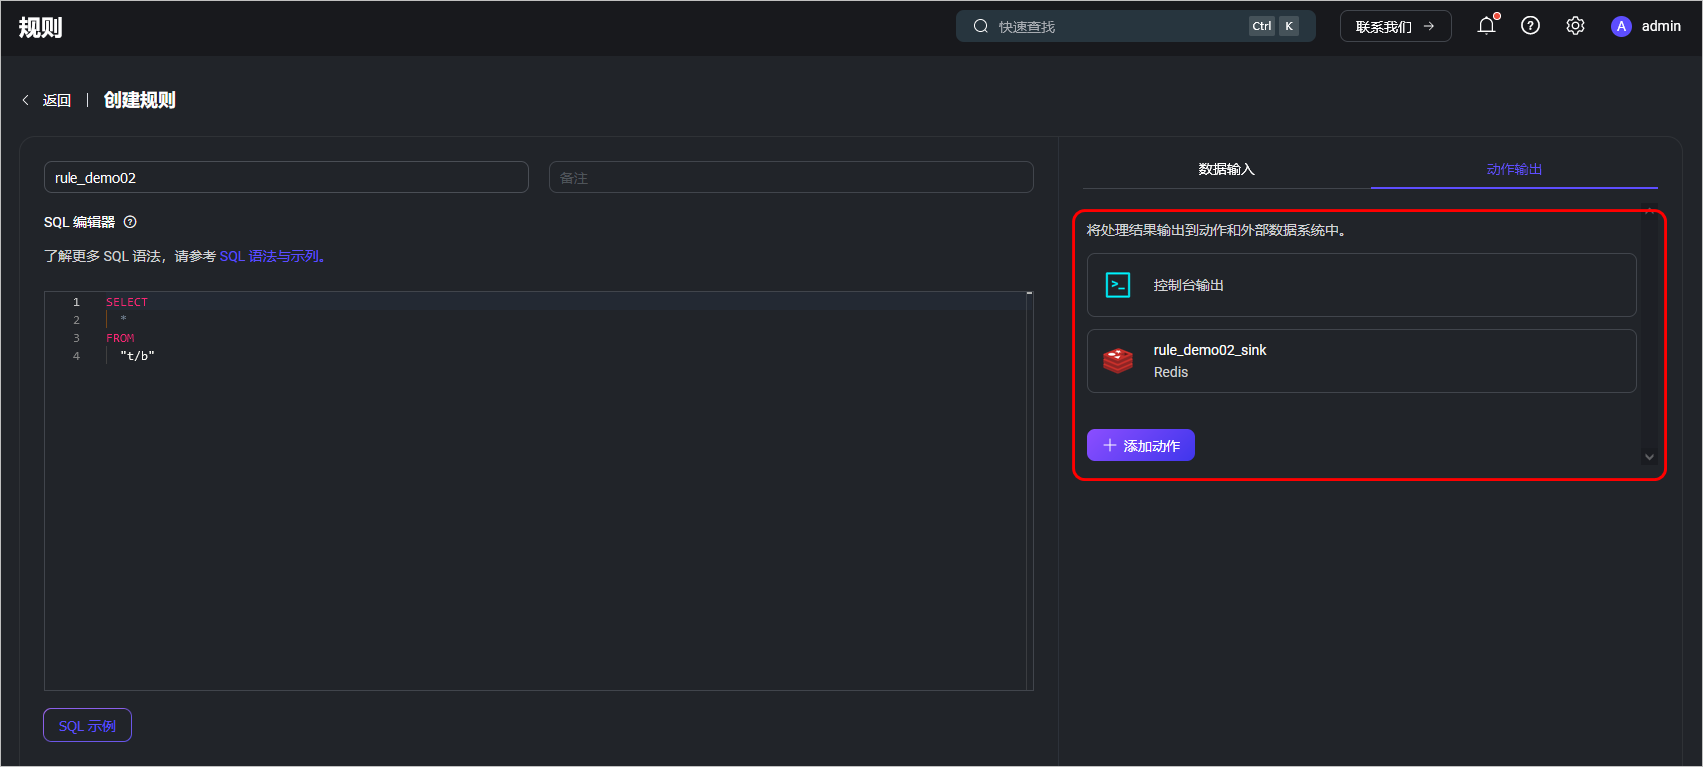 规则
快速查找
Ctrl K
联系我们
A admin
返回
创建规则
rule_demo02
备注
SQL 编辑器
了解更多 SQL 语法，请参考 SQL 语法与示列。
1 SELECT
2 *
3 FROM
4 "t/b"
SQL 示例
数据输入
动作输出
将处理结果输出到动作和外部数据系统中。
控制台输出
rule_demo02_sink
Redis
添加动作